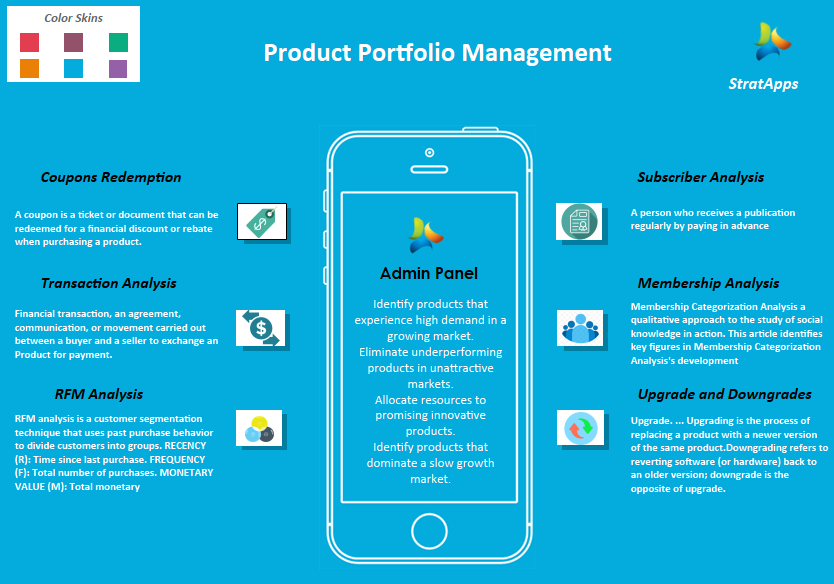 Color Skins
Product Portfolio Management
StratApps
Coupons Redemption
A coupon is a ticket or document that can be
redeemed for a financial discount or rebate
when purchasing a product.
Transaction Analysis
Financial transaction, an agreement,
communication, or movement carried out
between a buyer and a seller to exchange an
Product for payment.
RFM Analysis
RFM analysis is a customer segmentation
technique that uses past purchase behavior
to divide customers into groups. RECENCY
(R): Time since last purchase. FREQUENCY
(F): Total number of purchases. MONETARY
VALUE (M): Total monetary
Admin Panel
Identify products that
experience high demand in a
growing market.
Eliminate underperforming
products in unattractive
markets.
Allocate resources to
promising innovative
products.
Identify products that
dominate a slow growth
market.
Subscriber Analysis
A person who receives a publication
regularly by paying in advance
Membership Analysis
Membership Categorization Analysis a
qualitative approach to the study of social
knowledge in action. This article identifies
key figures in Membership Categorization
Analysis's development
Upgrade and Downgrades
Upgrade. ... Upgrading is the process of
replacing a product with a newer version
of the same product.Downgrading refers to
reverting software (or hardware) back to
an older version; downgrade is the
opposite of upgrade.